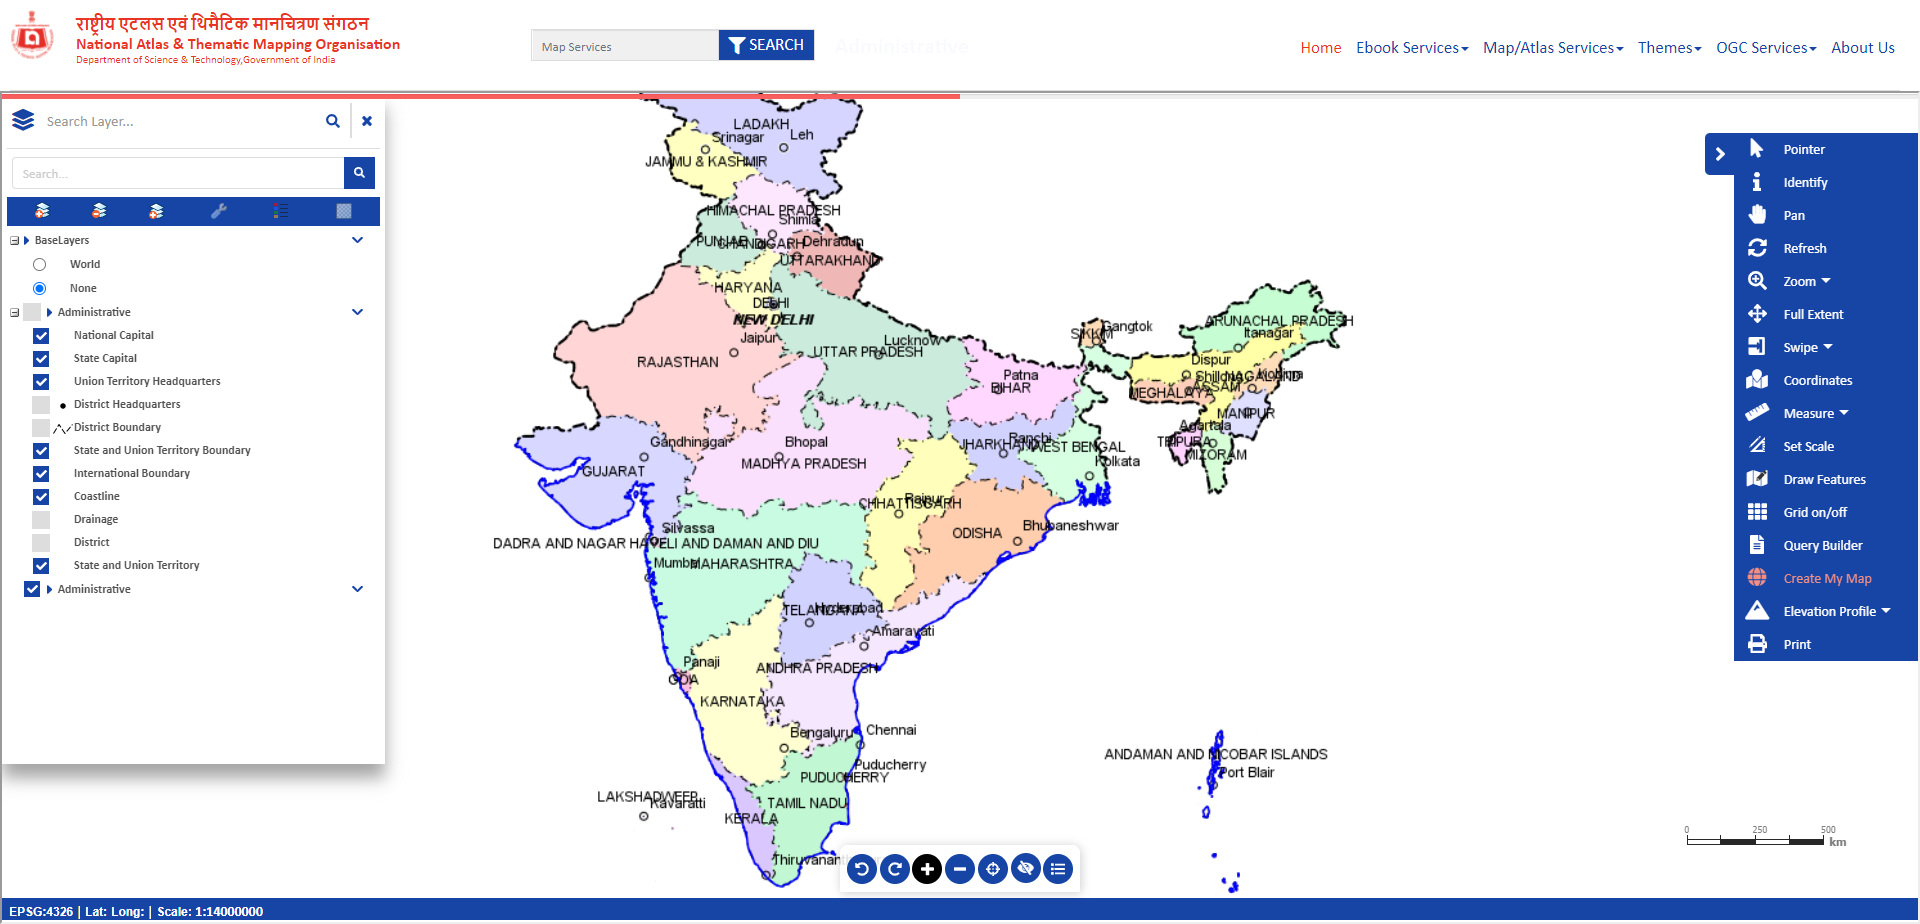 राष्ट्रीय एटलस एवं थिमैटिक मानचित्रण संगठन
National Atlas & Thematic Mapping Organisation
Department of Science & Technology,Government of India
Map Services
SEARCH
Administrative
Home
Ebook Services
Map/Atlas Services
Themes
OGC Services
About Us
Search Layer...
Search...
BaseLayers
World
None
Administrative
National Capital
State Capital
Union Territory Headquarters
District Headquarters
District Boundary
State and Union Territory Boundary
International Boundary
Coastline
Drainage
District
State and Union Territory
Administrative
LADAKH
Srinagar
Leh
JAMMU & KASHMIR
HIMACHAL PRADESH
Shimla
PUNJAB
CHANDIGARH
Dehradun
UTTARAKHAND
HARYANA
DELHI
NEW DELHI
Jaipur
RAJASTHAN
Lucknow
UTTAR PRADESH
Patna
BIHAR
SIKKIM
Gangtok
ARUNACHAL PRADESH
Itanagar
Dispur
Shillong
NAGALAND
Kohima
ASSAM
MEGHALAYA
MANIPUR
Agartala
TRIPURA
MIZORAM
Gandhinagar
GUJARAT
Bhopal
MADHYA PRADESH
Ranchi
JHARKHAND
WEST BENGAL
Kolkata
Raipur
CHHATTISGARH
ODISHA
Bhubaneshwar
Silvassa
DADRA AND NAGAR HAVELI AND DAMAN AND DIU
Mumbai
MAHARASHTRA
TELANGANA
Hyderabad
Amaravati
ANDHRA PRADESH
Panaji
GOA
KARNATAKA
Bengaluru
Chennai
Puducherry
PUDUCHERRY
TAMIL NADU
LAKSHADWEEP
Kavaratti
KERALA
ANDAMAN AND NICOBAR ISLANDS
Port Blair
Pointer
Identify
Pan
Refresh
Zoom
Full Extent
Swipe
Coordinates
Measure
Set Scale
Draw Features
Grid on/off
Query Builder
Create My Map
Elevation Profile
Print
0 250 500
km
EPSG:4326 | Lat: Long: | Scale: 1:14000000